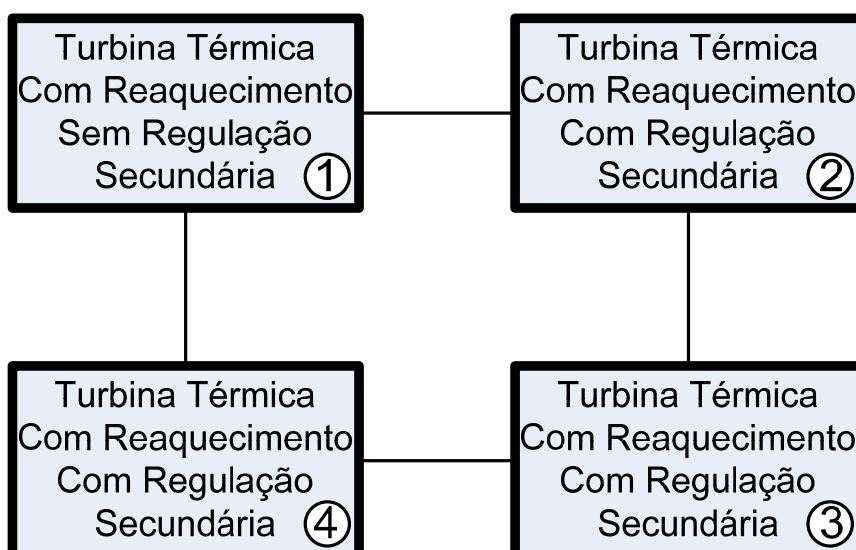 Turbina Térmica
Com Reaquecimento
Sem Regulação
Secundária 1
Turbina Térmica
Com Reaquecimento
Com Regulação
Secundária 2
Turbina Térmica
Com Reaquecimento
Com Regulação
Secundária 4
Turbina Térmica
Com Reaquecimento
Com Regulação
Secundária 3